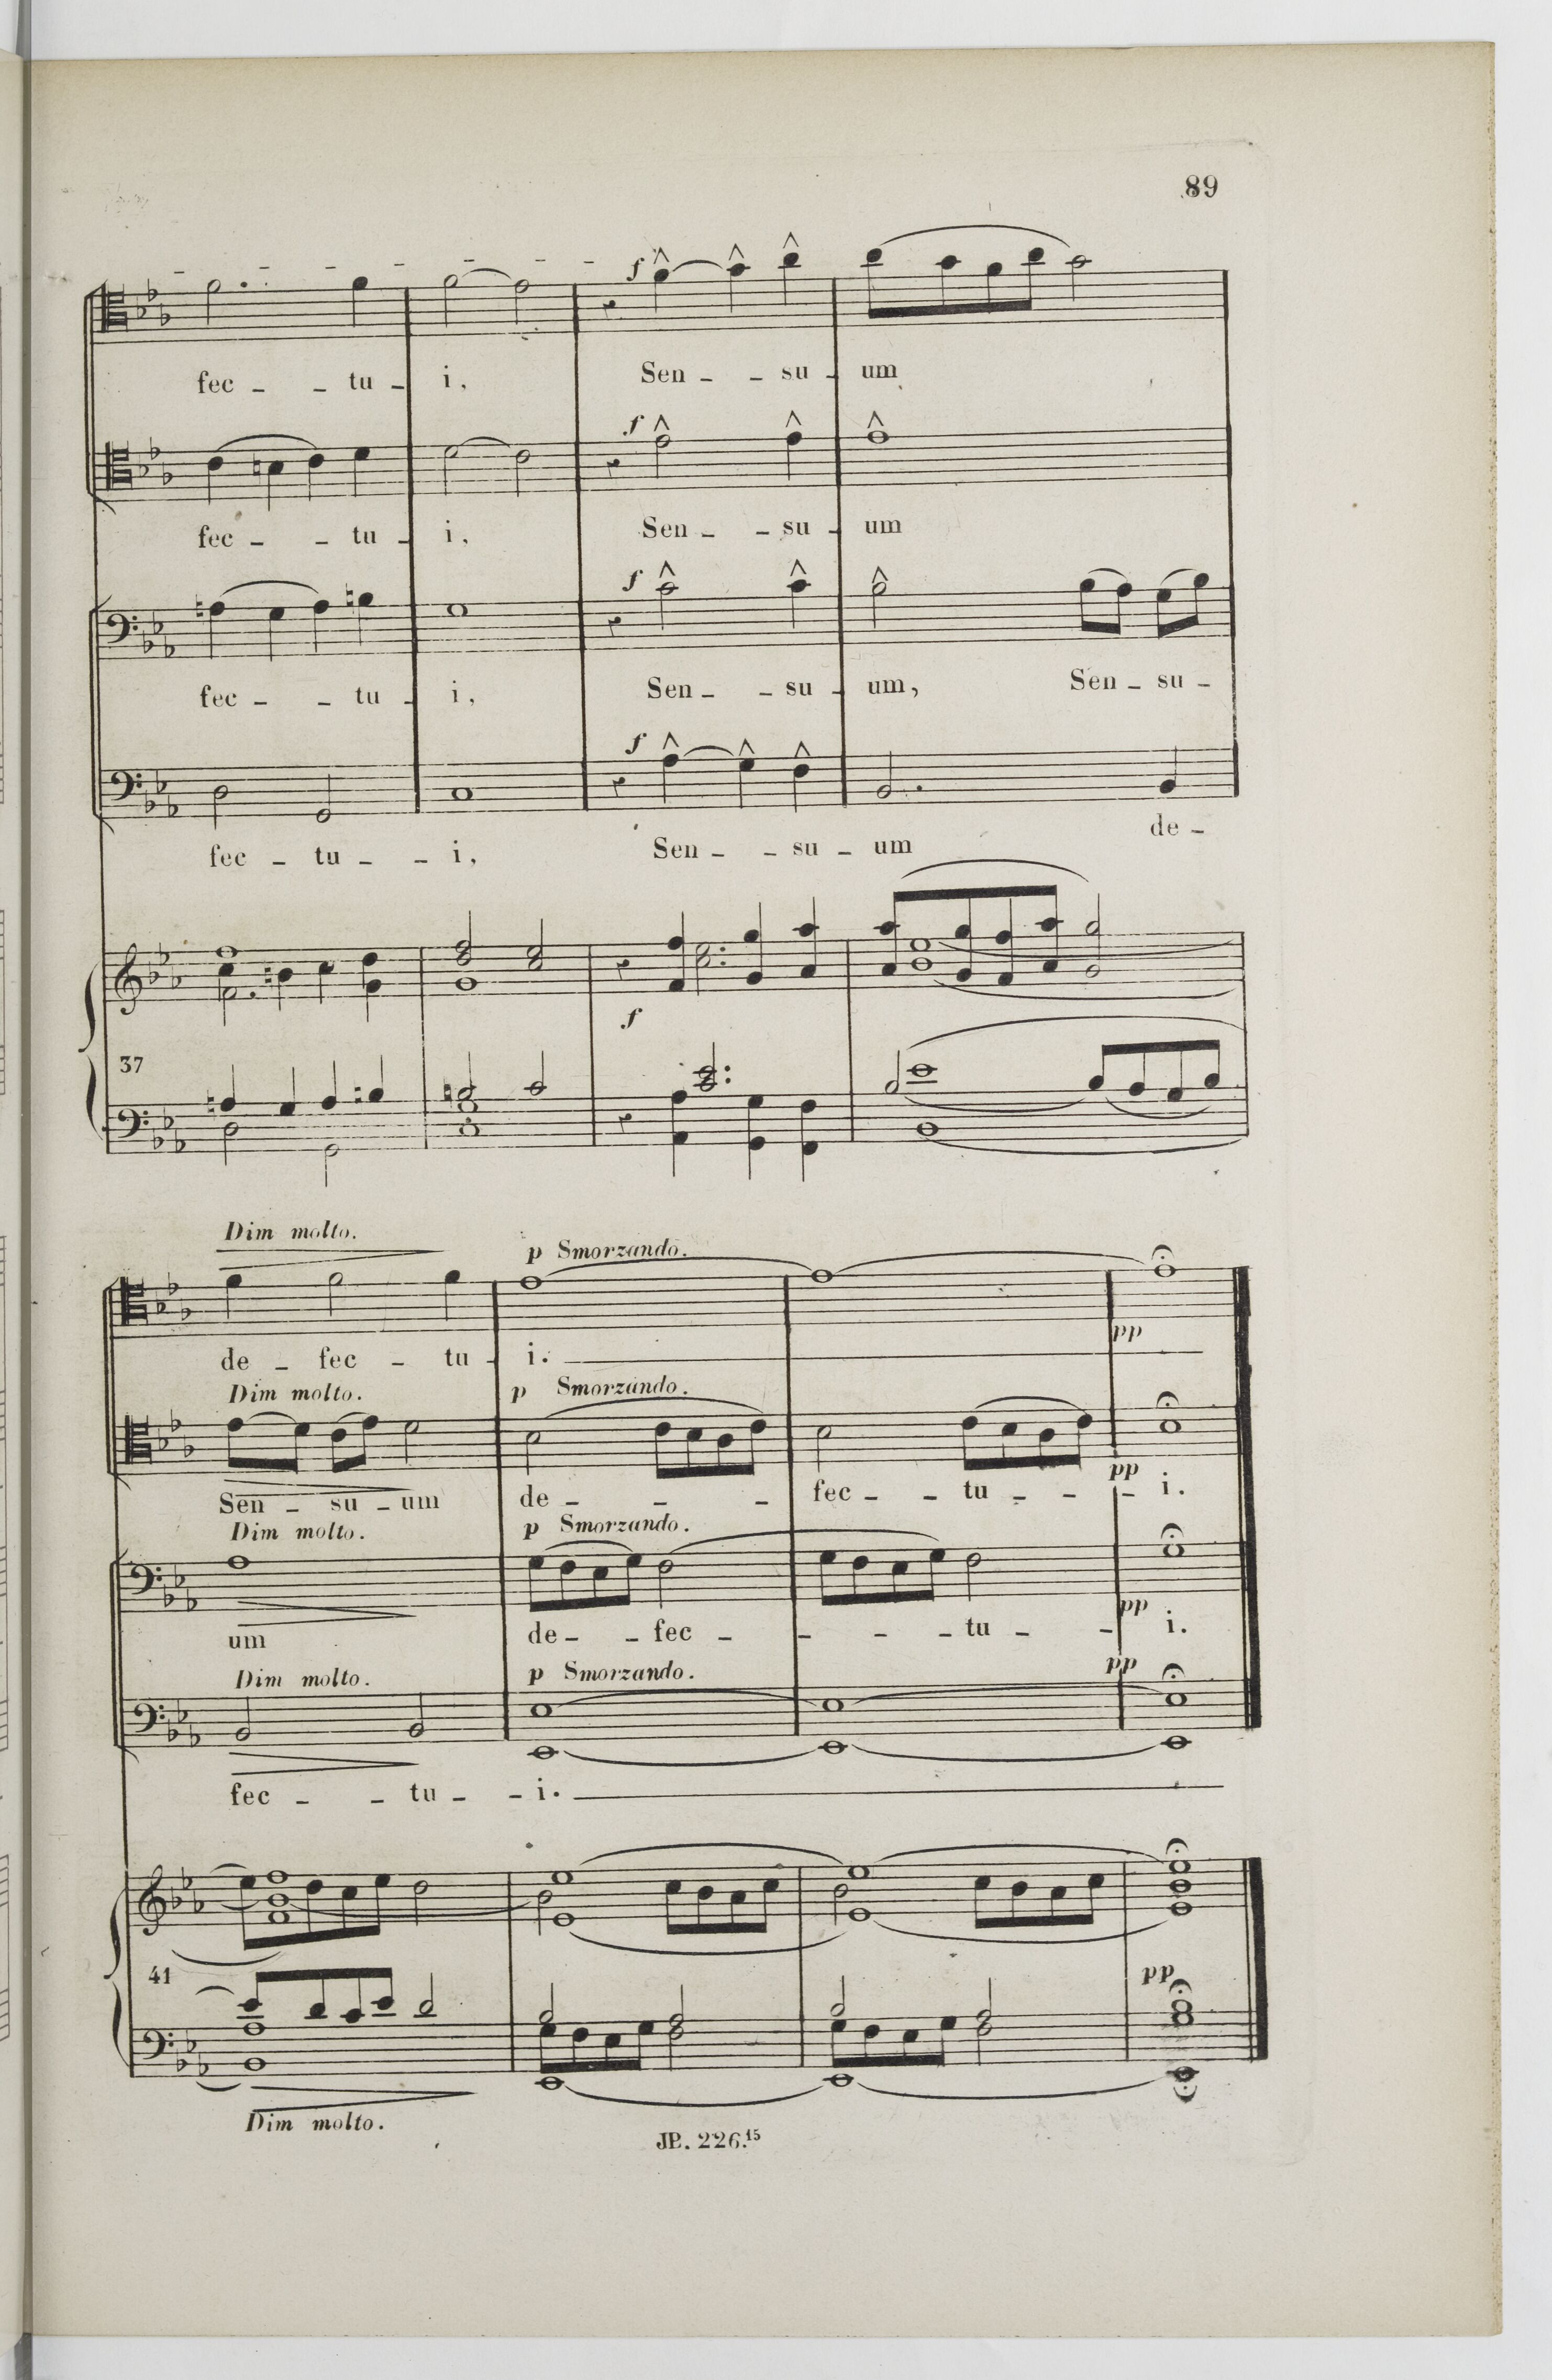 89
f
fec - - tu - i, Sen - - su - um
f
fec - - tu - i, Sen - - su - um
f
fec - - tu - i, Sen - - su - um, Sen - su -
f
fec - tu - - i, Sen - - su - um de -
f
37
Dim molto. p Smorzando.
pp
de - fec - tu - i.
Dim molto. p Smorzando.
pp
Sen - su - um de - - - fec - - tu - - - i.
Dim molto. p Smorzando.
pp
um de - - fec - - - - tu - - i.
Dim molto. p Smorzando. pp
fec - - tu - - i.
41
pp
Dim molto.
JP. 226.15